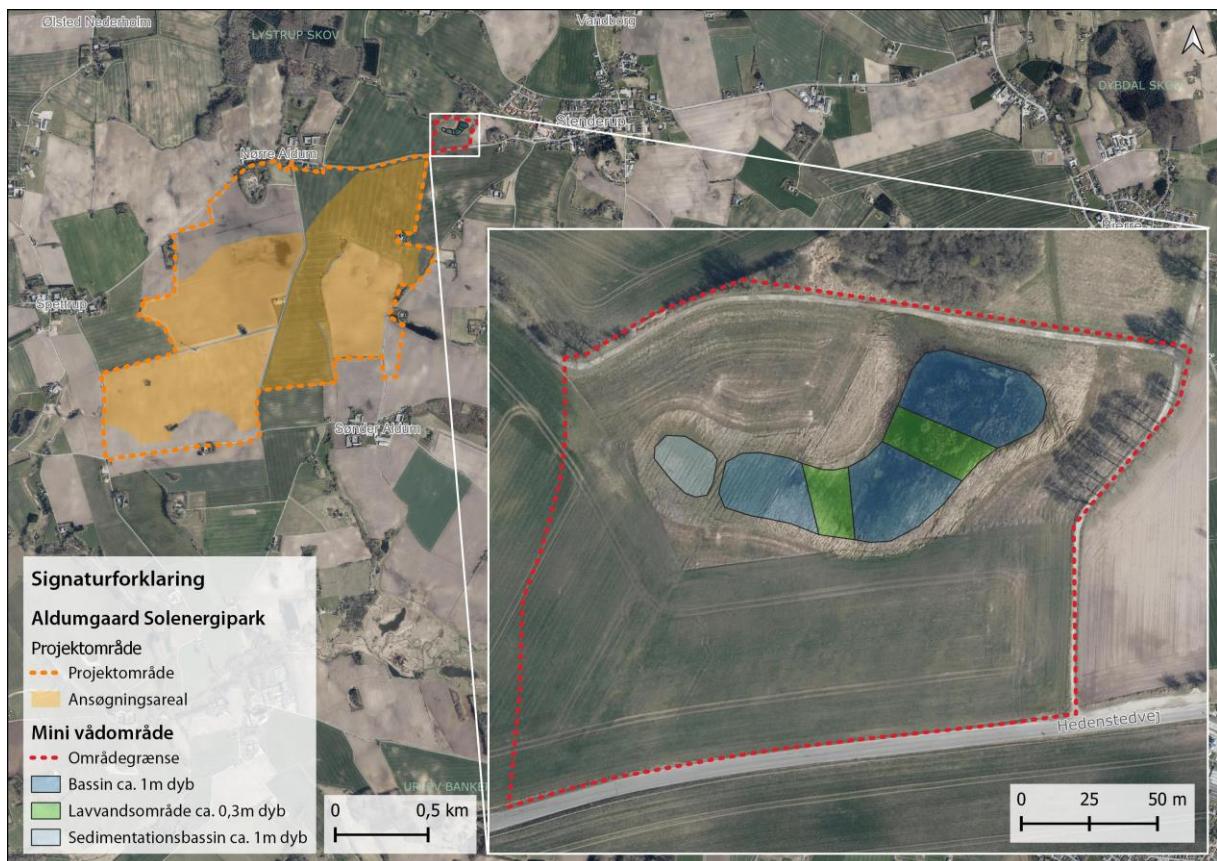 Ølsted Nederholm
LYSTRUP SKOV
Vandborg
DYBDAL SKOV
Stenderup
Nørre Aldum
Spettrup
Sønder Aldum
Signaturforklaring
Aldumgaard Solenergipark
Projektområde
Projektområde
Ansøgningsareal
Mini vådområde
Områdegrænse
Bassin ca. 1m dyb
Lavvandsområde ca. 0,3m dyb
Sedimentationsbassin ca. 1m dyb
0
0,5 km
Hedenstedvej
0
25
50 m